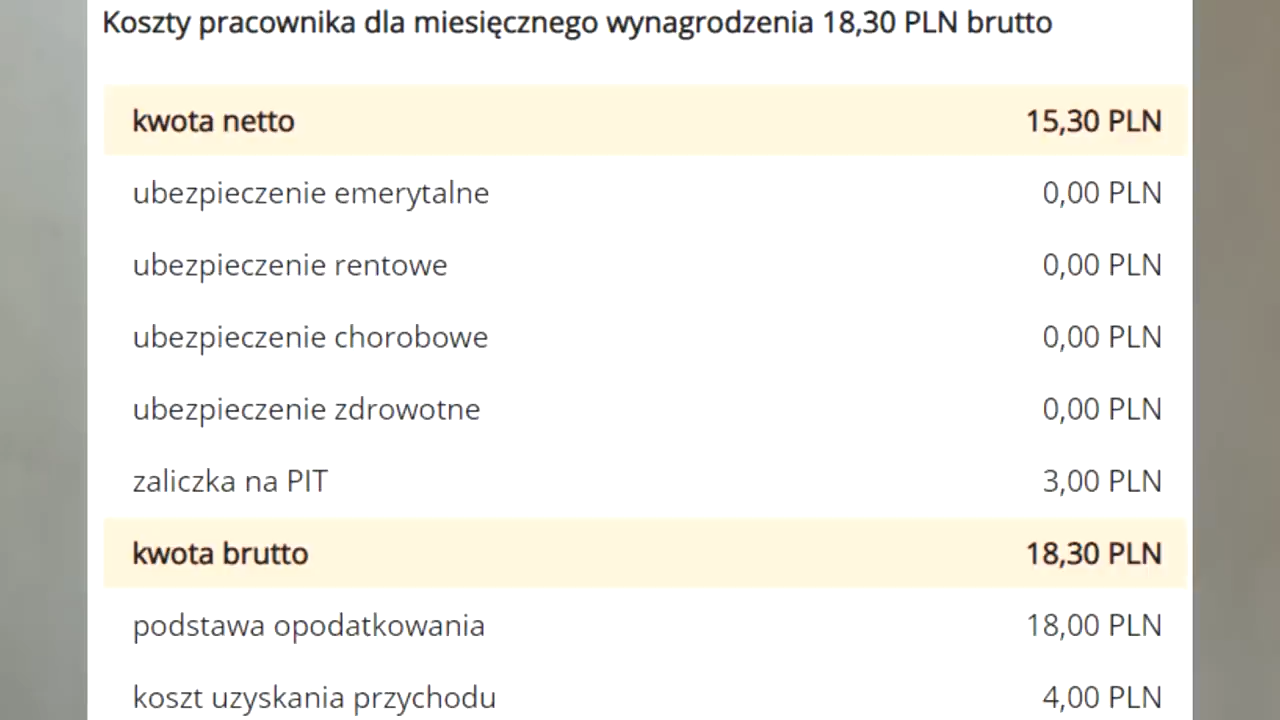 Koszty pracownika dla miesięcznego wynagrodzenia 18,30 PLN brutto
kwota netto 15,30 PLN
ubezpieczenie emerytalne 0,00 PLN
ubezpieczenie rentowe 0,00 PLN
ubezpieczenie chorobowe 0,00 PLN
ubezpieczenie zdrowotne 0,00 PLN
zaliczka na PIT 3,00 PLN
kwota brutto 18,30 PLN
podstawa opodatkowania 18,00 PLN
koszt uzyskania przychodu 4,00 PLN